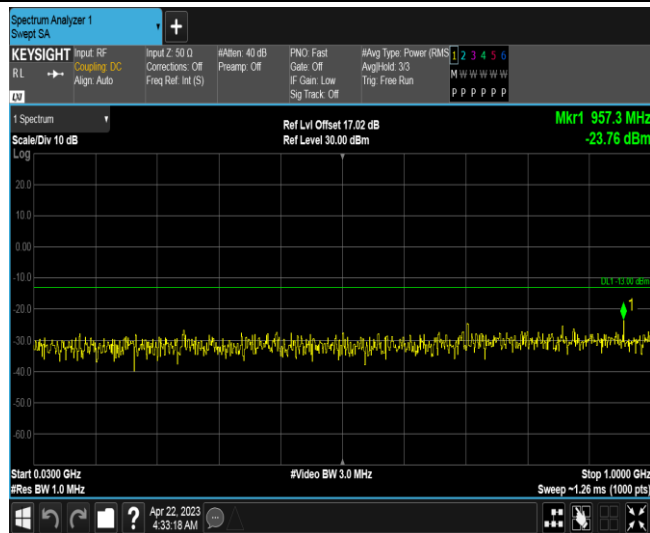 Spectrum Analyzer 1
Swept SA
+
KEYSIGHT
RL
LXI
Input: RF
Coupling: DC
Align: Auto
Input Z: 50 Ω
Corrections: Off
Freq Ref: Int (S)
#Atten: 40 dB
Preamp: Off
PNO: Fast
Gate: Off
IF Gain: Low
Sig Track: Off
#Avg Type: Power (RMS
Avg|Hold: 3/3
Trig: Free Run
1 2 3 4 5 6
M W W W W W
P P P P P P
1 Spectrum
Scale/Div 10 dB
Log
Ref Lvl Offset 17.02 dB
Ref Level 30.00 dBm
Mkr1 957.3 MHz
-23.76 dBm
20.0
10.0
0.00
-10.0
DL1 -13.00 dBm
-20.0
1
-30.0
-40.0
-50.0
-60.0
Start 0.0300 GHz
#Res BW 1.0 MHz
#Video BW 3.0 MHz
Stop 1.0000 GHz
Sweep ~1.26 ms (1000 pts)
?
Apr 22, 2023
4:33:18 AM